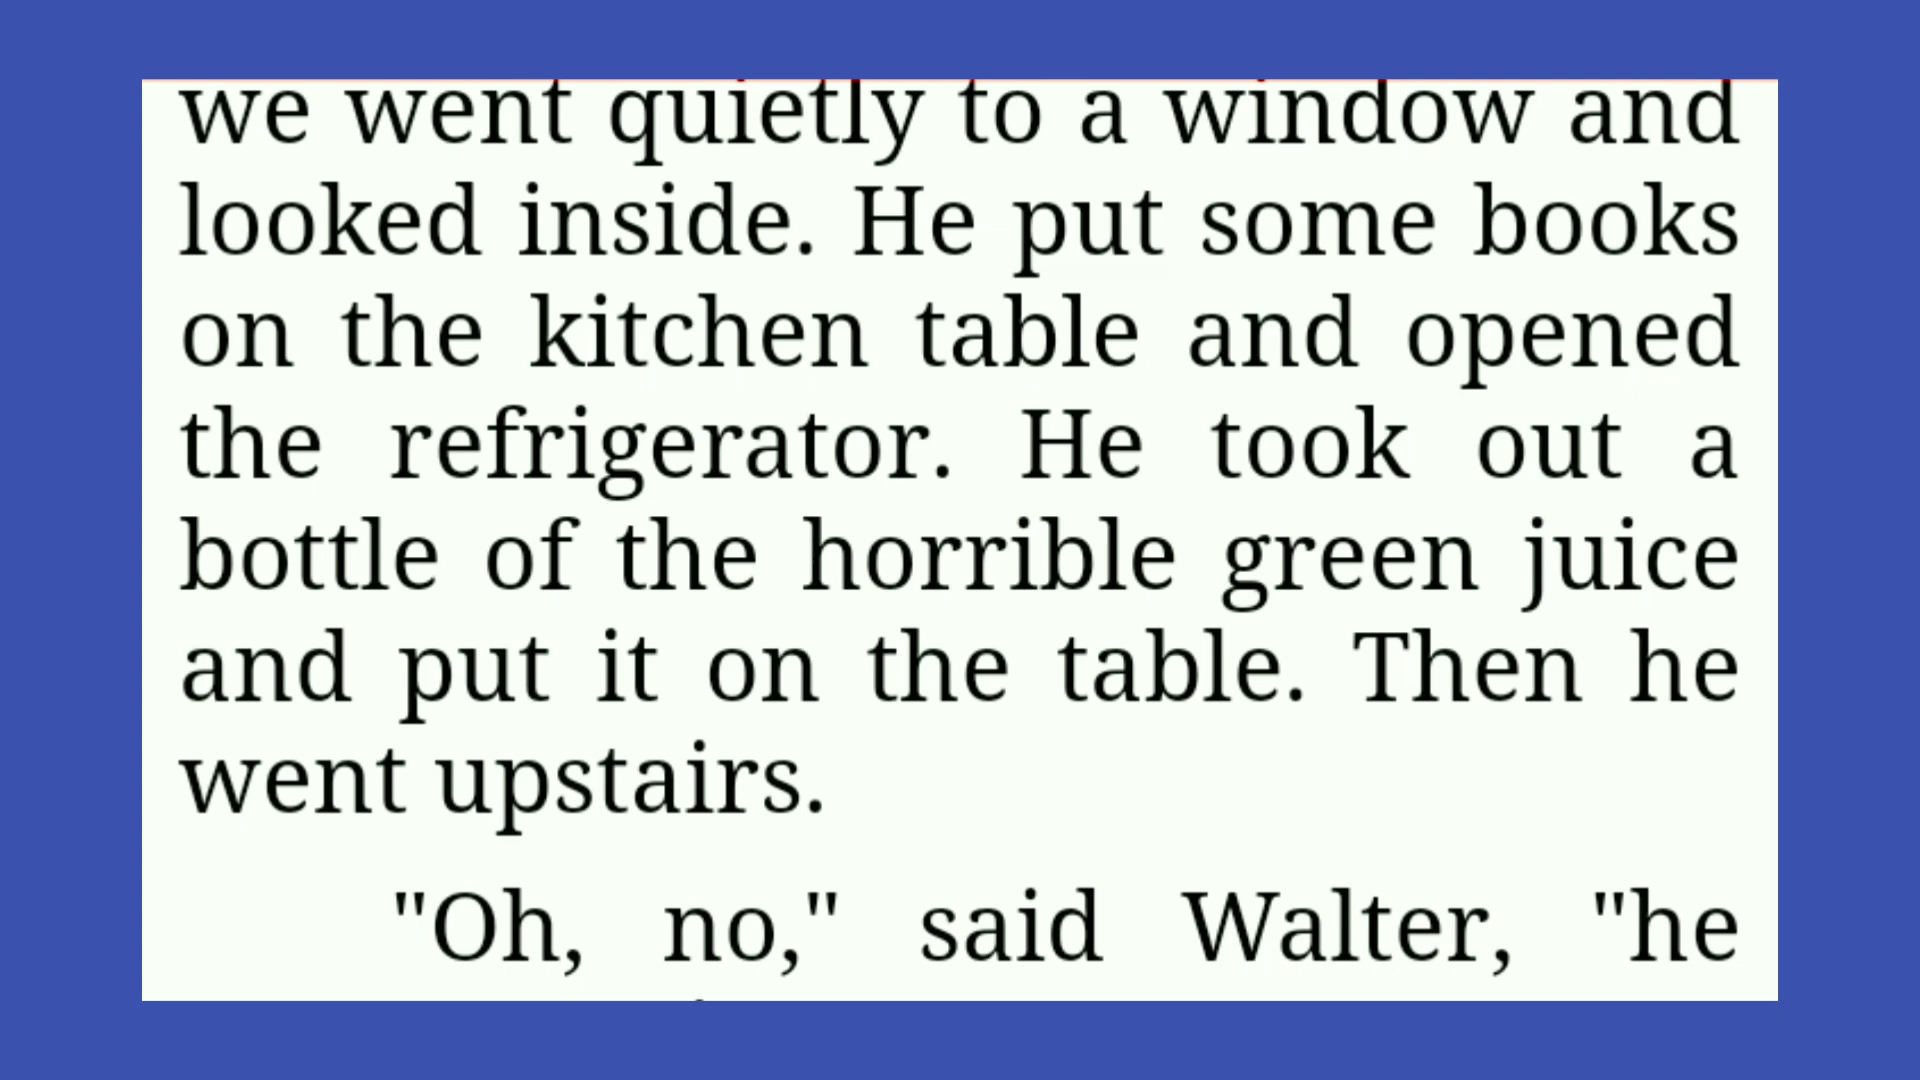 we went quietly to a window and
looked inside. He put some books
on the kitchen table and opened
the refrigerator. He took out a
bottle of the horrible green juice
and put it on the table. Then he
went upstairs.
"Oh, no," said Walter, "he